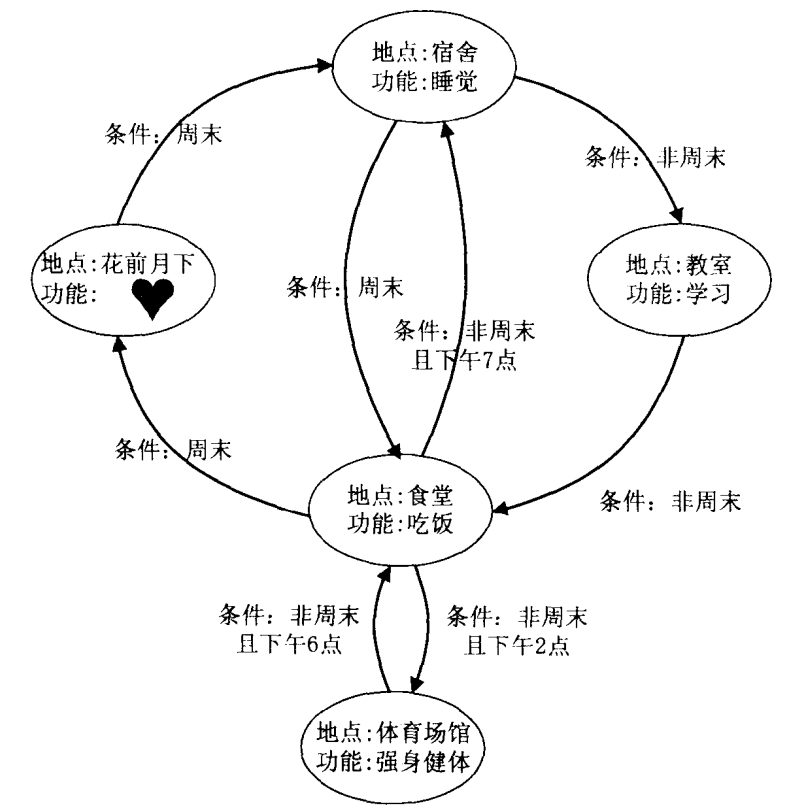 地点:宿舍
功能:睡觉
条件: 周末
条件: 非周末
地点:花前月下
功能:
地点:教室
功能:学习
条件: 周末
条件: 非周末
且下午7点
条件: 周末
地点:食堂
功能:吃饭
条件: 非周末
条件: 非周末
且下午6点
条件: 非周末
且下午2点
地点:体育场馆
功能:强身健体